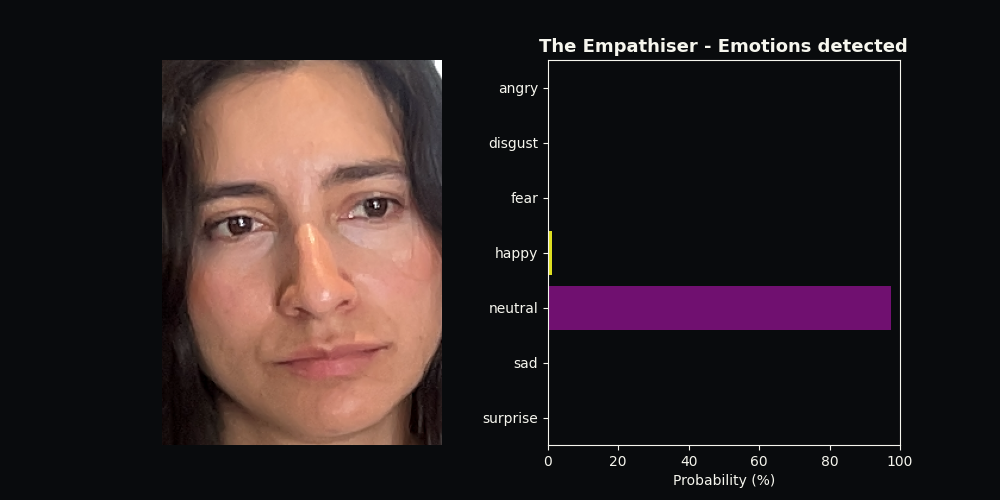 The Empathiser - Emotions detected
angry
disgust
fear
happy
neutral
sad
surprise
0 20 40 60 80 100
Probability (%)